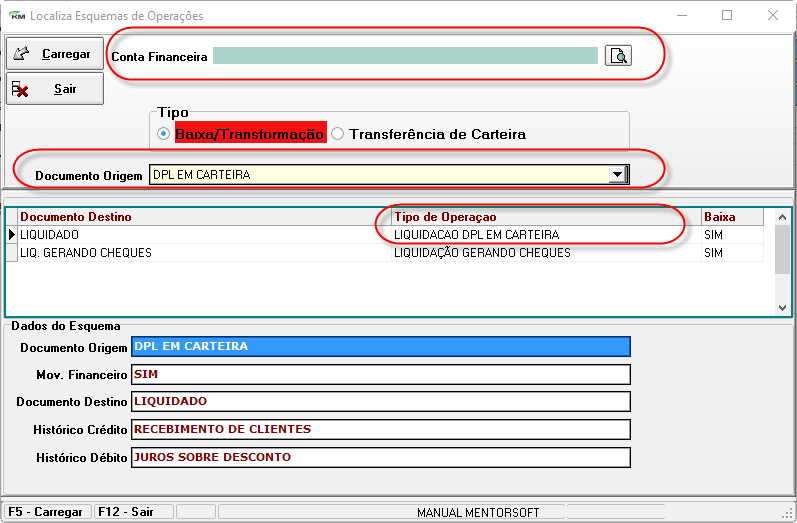 KM Localiza Esquemas de Operações
Carregar
Conta Financeira
Sair
Tipo
Baixa/Transformação Transferência de Carteira
Documento Origem DPL EM CARTEIRA
Documento Destino Tipo de Operaçao Baixa
LIQUIDADO LIQUIDACAO DPL EM CARTEIRA SIM
LIQ. GERANDO CHEQUES LIQUIDAÇÃO GERANDO CHEQUES SIM
Dados do Esquema
Documento Origem DPL EM CARTEIRA
Mov. Financeiro SIM
Documento Destino LIQUIDADO
Histórico Crédito RECEBIMENTO DE CLIENTES
Histórico Débito JUROS SOBRE DESCONTO
F5 - Carregar F12 - Sair MANUAL MENTORSOFT